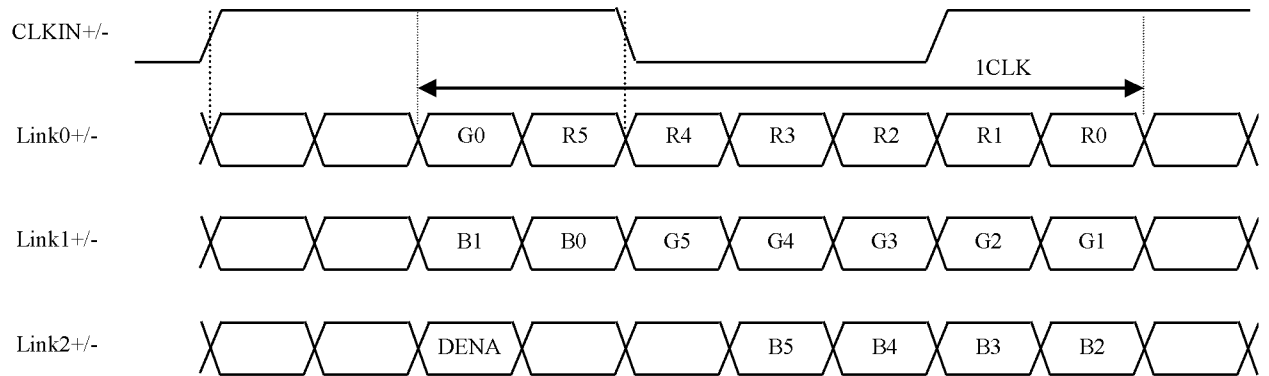 CLKIN+/-
1CLK
Link0+/- G0 R5 R4 R3 R2 R1 R0
Link1+/- B1 B0 G5 G4 G3 G2 G1
Link2+/- DENA B5 B4 B3 B2